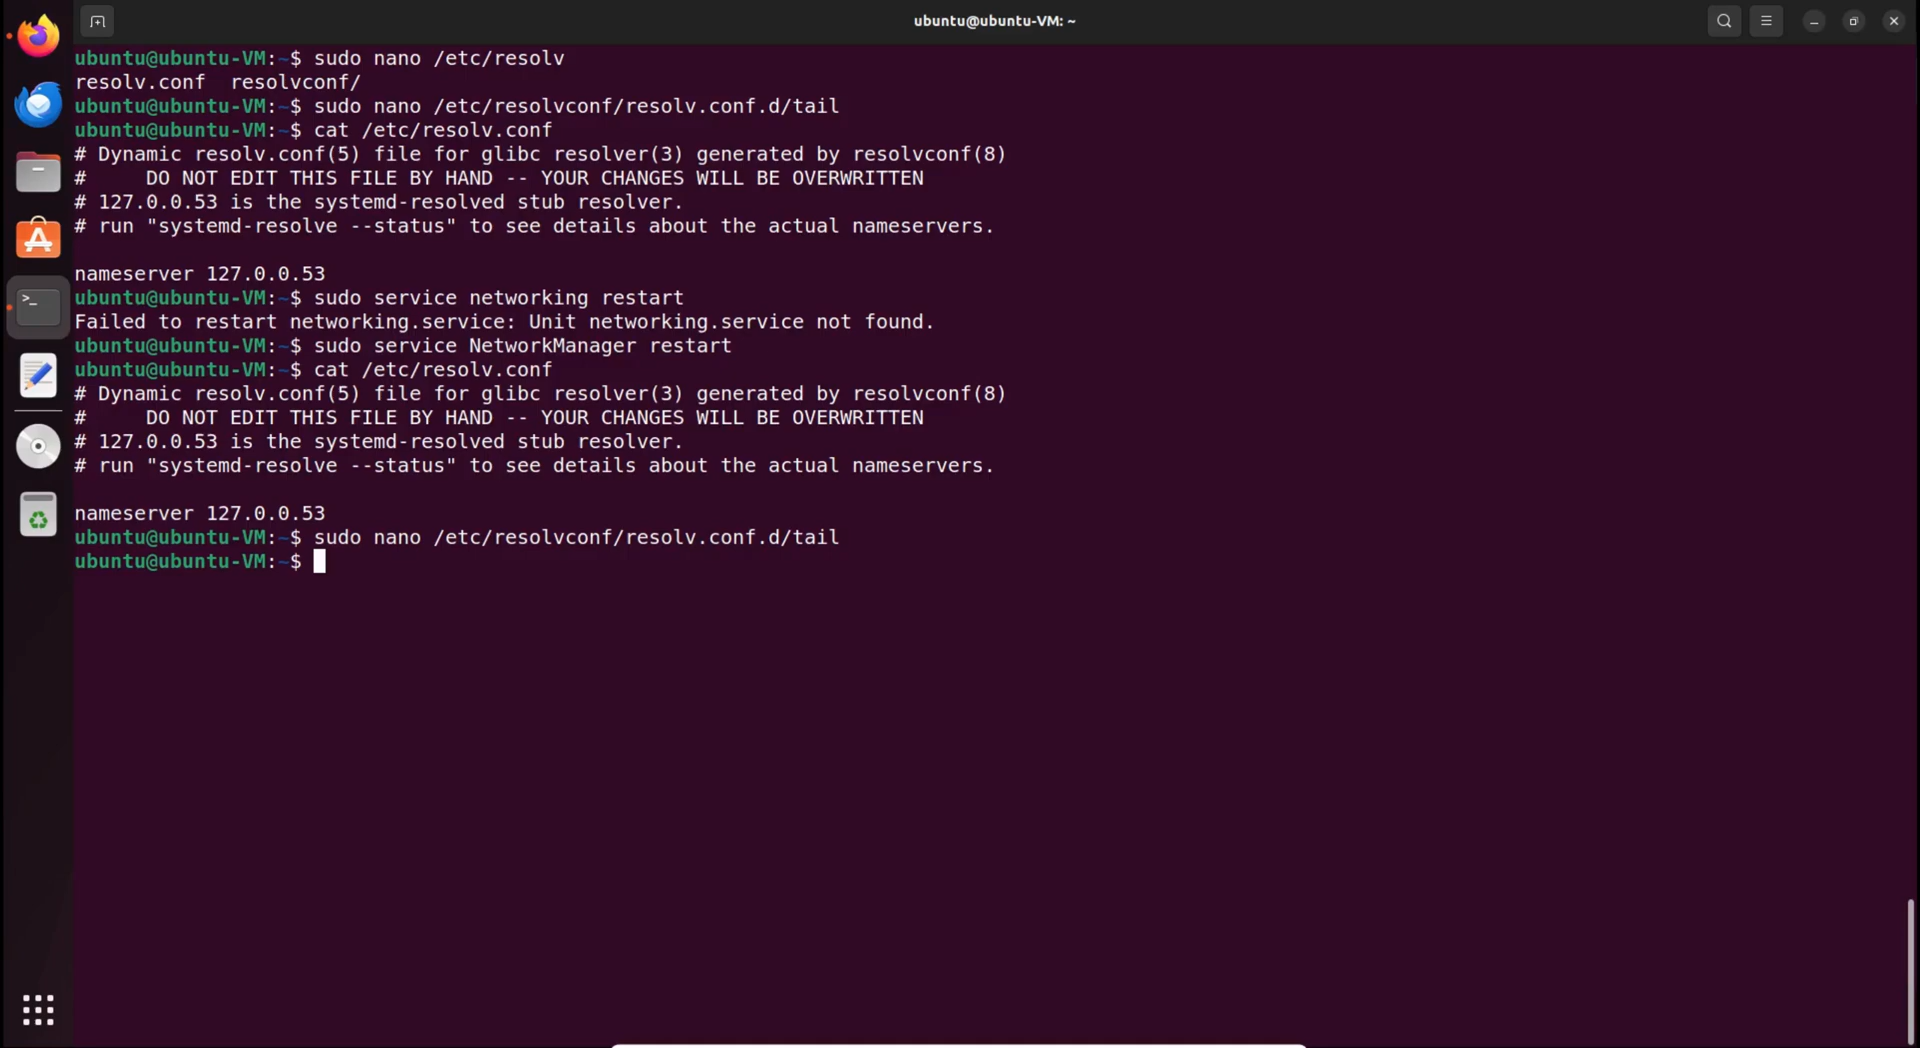 ubuntu@ubuntu-VM: ~
ubuntu@ubuntu-VM:~$ sudo nano /etc/resolv
resolv.conf  resolvconf/
ubuntu@ubuntu-VM:~$ sudo nano /etc/resolvconf/resolv.conf.d/tail
ubuntu@ubuntu-VM:~$ cat /etc/resolv.conf
# Dynamic resolv.conf(5) file for glibc resolver(3) generated by resolvconf(8)
#     DO NOT EDIT THIS FILE BY HAND -- YOUR CHANGES WILL BE OVERWRITTEN
# 127.0.0.53 is the systemd-resolved stub resolver.
# run "systemd-resolve --status" to see details about the actual nameservers.
nameserver 127.0.0.53
ubuntu@ubuntu-VM:~$ sudo service networking restart
Failed to restart networking.service: Unit networking.service not found.
ubuntu@ubuntu-VM:~$ sudo service NetworkManager restart
ubuntu@ubuntu-VM:~$ cat /etc/resolv.conf
# Dynamic resolv.conf(5) file for glibc resolver(3) generated by resolvconf(8)
#     DO NOT EDIT THIS FILE BY HAND -- YOUR CHANGES WILL BE OVERWRITTEN
# 127.0.0.53 is the systemd-resolved stub resolver.
# run "systemd-resolve --status" to see details about the actual nameservers.
nameserver 127.0.0.53
ubuntu@ubuntu-VM:~$ sudo nano /etc/resolvconf/resolv.conf.d/tail
ubuntu@ubuntu-VM:~$